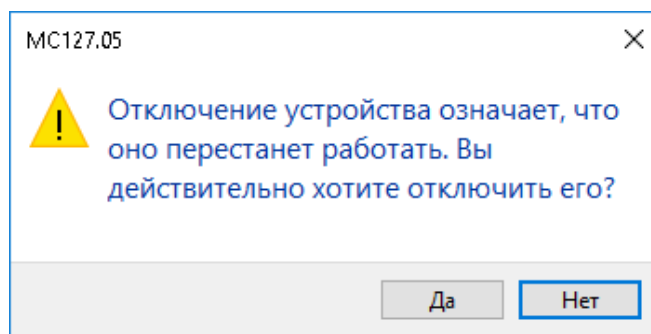 MC127.05
Отключение устройства означает, что
оно перестанет работать. Вы
действительно хотите отключить его?
Да
Нет